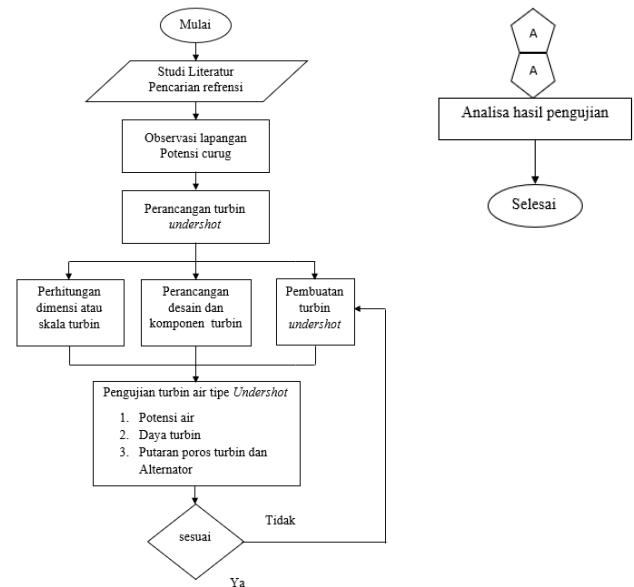 Mulai
Studi Literatur
Pencarian refrensi
Observasi lapangan
Potensi curug
Perancangan turbin
undershot
Perhitungan
dimensi atau
skala turbin
Perancangan
desain dan
komponen turbin
Pembuatan
turbin
undershot
Pengujian turbin air tipe Undershot
1. Potensi air
2. Daya turbin
3. Putaran poros turbin dan
Alternator
sesuai
Tidak
Ya
A
A
Analisa hasil pengujian
Selesai